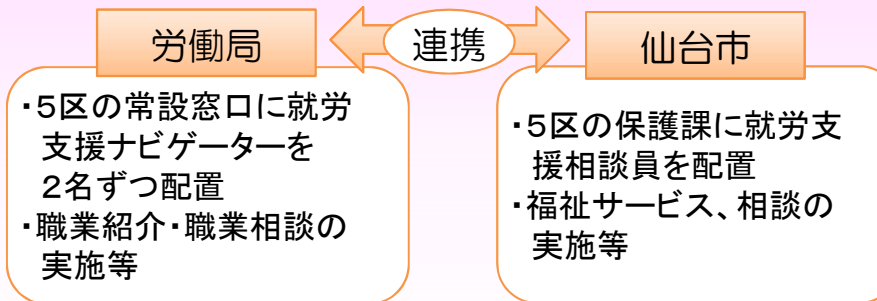 労働局
連携
仙台市
・5区の常設窓口に就労
支援ナビゲーターを
2名ずつ配置
・職業紹介・職業相談の
実施等
・5区の保護課に就労支
援相談員を配置
・福祉サービス、相談の
実施等